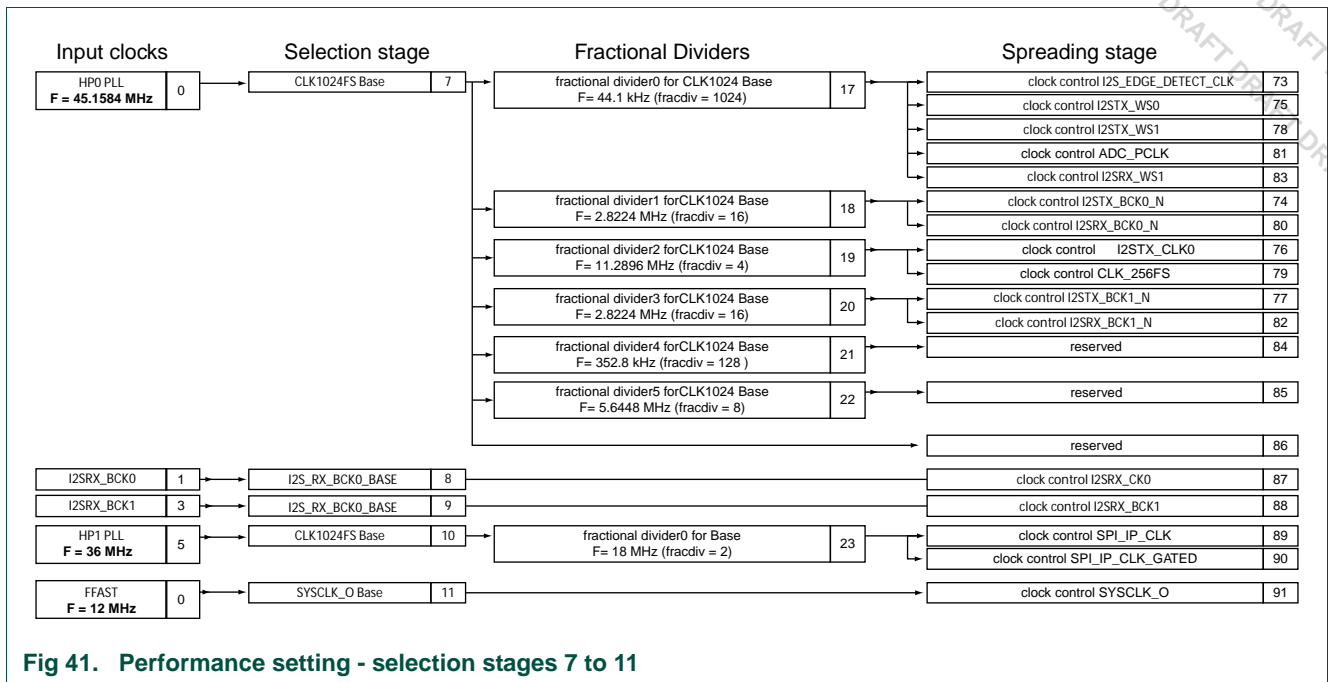 Input clocks Selection stage Fractional Dividers Spreading stage
HP0 PLL
F = 45.1584 MHz
0
CLK1024FS Base 7
fractional divider0 for CLK1024 Base
F= 44.1 kHz (fracdiv = 1024)
17
clock control I2S_EDGE_DETECT_CLK 73
clock control I2STX_WS0 75
clock control I2STX_WS1 78
clock control ADC_PCLK 81
clock control I2SRX_WS1 83
fractional divider1 forCLK1024 Base
F= 2.8224 MHz (fracdiv = 16)
18
clock control I2STX_BCK0_N 74
clock control I2SRX_BCK0_N 80
fractional divider2 forCLK1024 Base
F= 11.2896 MHz (fracdiv = 4)
19
clock control I2STX_CLK0 76
clock control CLK_256FS 79
fractional divider3 forCLK1024 Base
F= 2.8224 MHz (fracdiv = 16)
20
clock control I2STX_BCK1_N 77
clock control I2SRX_BCK1_N 82
fractional divider4 forCLK1024 Base
F= 352.8 kHz (fracdiv = 128 )
21
reserved 84
fractional divider5 forCLK1024 Base
F= 5.6448 MHz (fracdiv = 8)
22
reserved 85
reserved 86
I2SRX_BCK0 1 I2S_RX_BCK0_BASE 8 clock control I2SRX_CK0 87
I2SRX_BCK1 3 I2S_RX_BCK0_BASE 9 clock control I2SRX_BCK1 88
HP1 PLL
F = 36 MHz
5
CLK1024FS Base 10
fractional divider0 for Base
F= 18 MHz (fracdiv = 2)
23
clock control SPI_IP_CLK 89
clock control SPI_IP_CLK_GATED 90
FFAST
F = 12 MHz
0
SYSCLK_O Base 11
clock control SYSCLK_O 91
Fig 41. Performance setting - selection stages 7 to 11
DRAFT DRAFT DRAFT
DRAFT